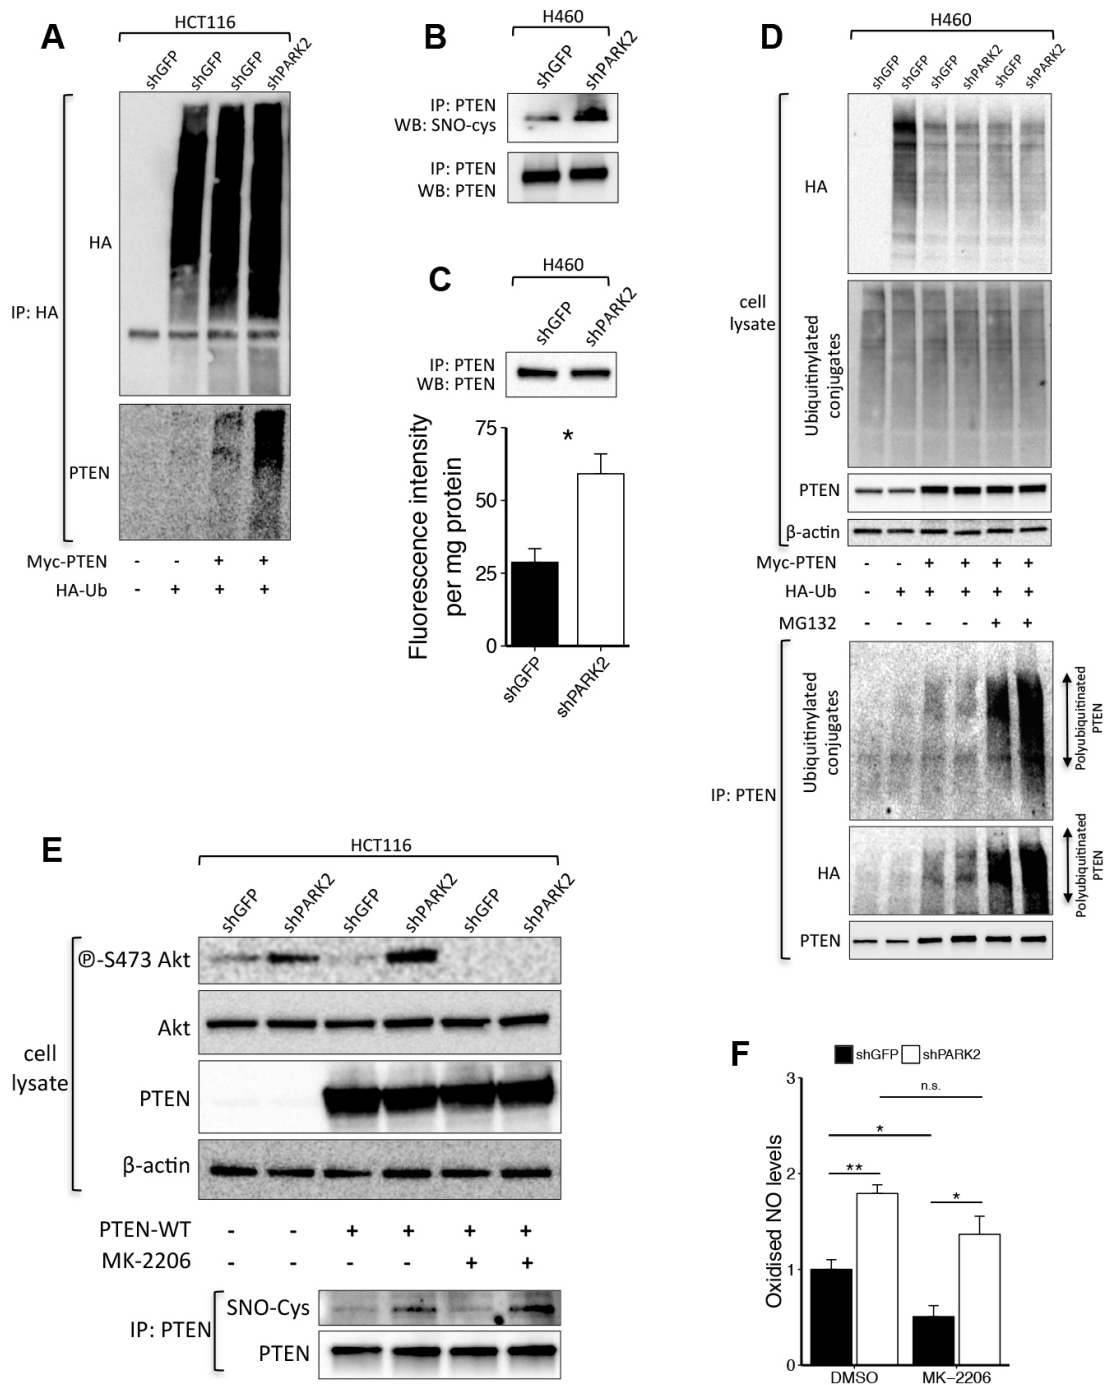 A
HCT116
shGFP shGFP shGFP shPARK2
IP: HA
HA
PTEN
Myc-PTEN - - + +
HA-Ub - + + +
B
H460
shGFP shPARK2
IP: PTEN
WB: SNO-cys
IP: PTEN
WB: PTEN
C
H460
shGFP shPARK2
IP: PTEN
WB: PTEN
Fluorescence intensity
per mg protein
75
50
25
0
*
shGFP shPARK2
D
H460
shGFP shGFP shGFP shPARK2 shGFP shPARK2
cell
lysate
HA
Ubiquitinylated
conjugates
PTEN
β-actin
Myc-PTEN - - + + + +
HA-Ub - + + + + +
MG132 - - - - + +
IP: PTEN
Ubiquitinylated
conjugates
Polyubiquitinated
PTEN
HA
Polyubiquitinated
PTEN
PTEN
E
HCT116
shGFP shPARK2 shGFP shPARK2 shGFP shPARK2
cell
lysate
Ⓟ-S473 Akt
Akt
PTEN
β-actin
PTEN-WT - - + + + +
MK-2206 - - - - + +
IP: PTEN
SNO-Cys
PTEN
F
shGFP shPARK2
Oxidised NO levels
3
2
1
0
n.s.
*
**
*
DMSO MK-2206